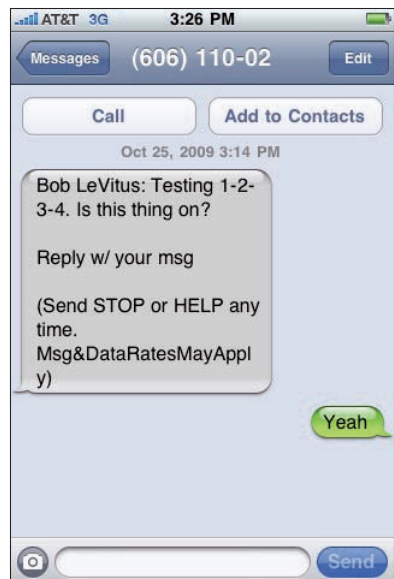 AT&T 3G 3:26 PM
Messages (606) 110-02 Edit
Call Add to Contacts
Oct 25, 2009 3:14 PM
Bob LeVitus: Testing 1-2-
3-4. Is this thing on?
Reply w/ your msg
(Send STOP or HELP any
time.
Msg&DataRatesMayAppl
y)
Yeah
Send